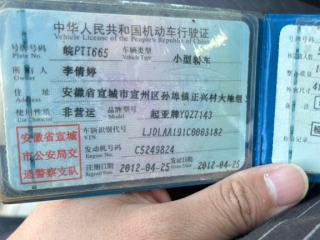 中华人民共和国机动车行驶证
Vehicle License of the People's Republic of China
号牌号码 皖PTT665 车辆类型 小型轿车
Plate No. Vehicle Type
所有人 李倩婷
Owner
住址 安徽省宣城市宣州区孙埠镇正兴村大地组
Address
使用性质 非营运 品牌型号 起亚牌YQZ7143
Use Character Model
安徽省宣城
市公安局交
通警察支队
车辆识别代号 LJDLAA191C0003182
VIN
发动机号码 C5249824
Engine No.
注册日期 2012-04-25 发证日期 2012-04-25
Register Date Issue Date